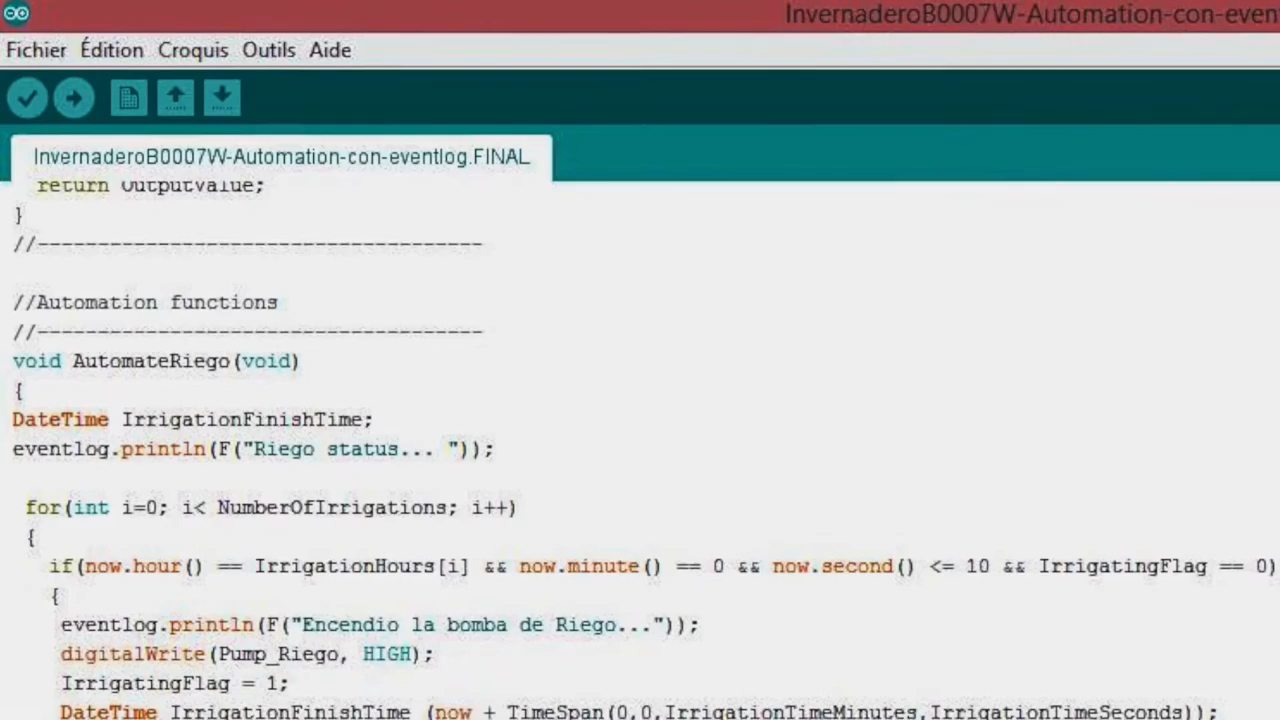 InvernaderoB0007W-Automation-con-even
Fichier Édition Croquis Outils Aide
InvernaderoB0007W-Automation-con-eventlog.FINAL
return OutputValue;
}
//-------------------------------------
//Automation functions
//-------------------------------------
void AutomateRiego(void)
{
DateTime IrrigationFinishTime;
eventlog.println(F("Riego status... "));
for(int i=0; i< NumberOfIrrigations; i++)
{
if(now.hour() == IrrigationHours[i] && now.minute() == 0 && now.second() <= 10 && IrrigatingFlag == 0)
{
eventlog.println(F("Encendio la bomba de Riego..."));
digitalWrite(Pump_Riego, HIGH);
IrrigatingFlag = 1;
DateTime IrrigationFinishTime (now + TimeSpan(0,0,IrrigationTimeMinutes,IrrigationTimeSeconds));